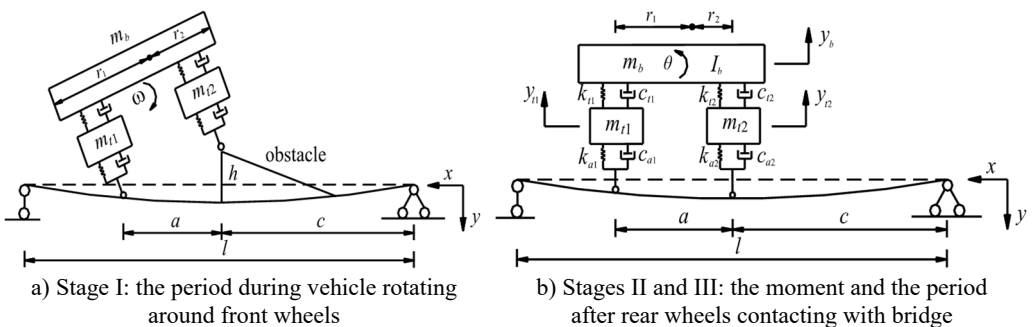 m_b
r_1
r_2
ω
m_t1
m_t2
obstacle
h
x
y
a
c
l
a) Stage I: the period during vehicle rotating
around front wheels
r_1
r_2
m_b θ I_b
y_b
k_t1 c_t1 k_t2 c_t2
y_t1 y_t2
m_t1 m_t2
k_a1 c_a1 k_a2 c_a2
x
y
a
c
l
b) Stages II and III: the moment and the period
after rear wheels contacting with bridge